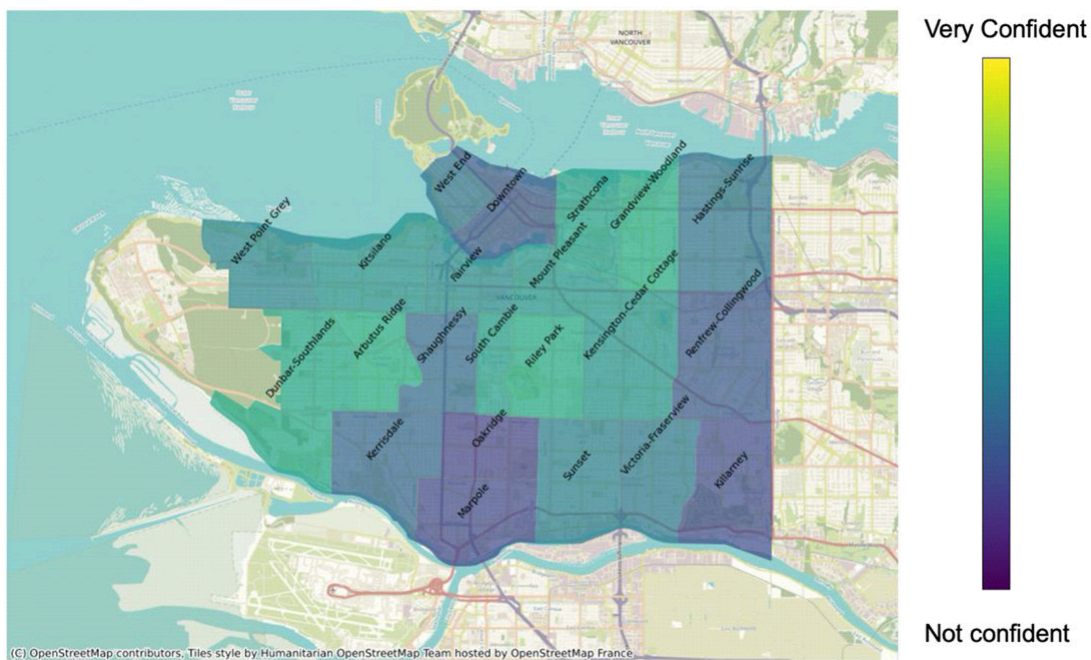 Very Confident
NORTH
VANCOUVER
West End
Downtown
Strathcona
Grandview-Woodland
Hastings-Sunrise
West Point Grey
Kitsilano
Fairview
Mount Pleasant
VANCOUVER
Kensington-Cedar Cottage
Renfrew-Collingwood
Dunbar-Southlands
Arbutus Ridge
Shaughnessy
South Cambie
Riley Park
Kerrisdale
Oakridge
Victoria-Fraserview
Sunset
Killarney
Marpole
Not confident
(C) OpenStreetMap contributors, Tiles style by Humanitarian OpenStreetMap Team hosted by OpenStreetMap France